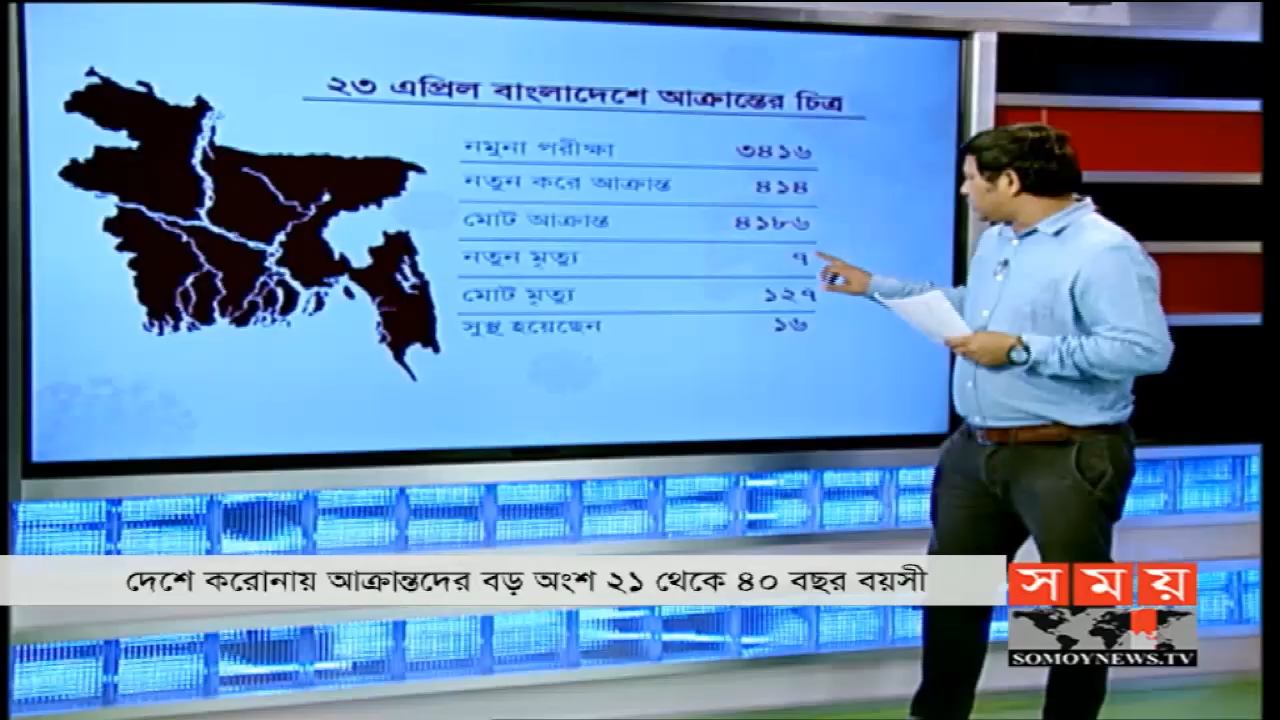 ২৩ এপ্রিল বাংলাদেশে আক্রান্তের চিত্র
নমুনা পরীক্ষা ৩৪১৬
নতুন করে আক্রান্ত ৪১৪
মোট আক্রান্ত ৪১৮৬
নতুন মৃত্যু ৭
মোট মৃত্যু ১২৭
সুস্থ হয়েছেন ১৬
দেশে করোনায় আক্রান্তদের বড় অংশ ২১ থেকে ৪০ বছর বয়সী
সময়
SOMOYNEWS.TV